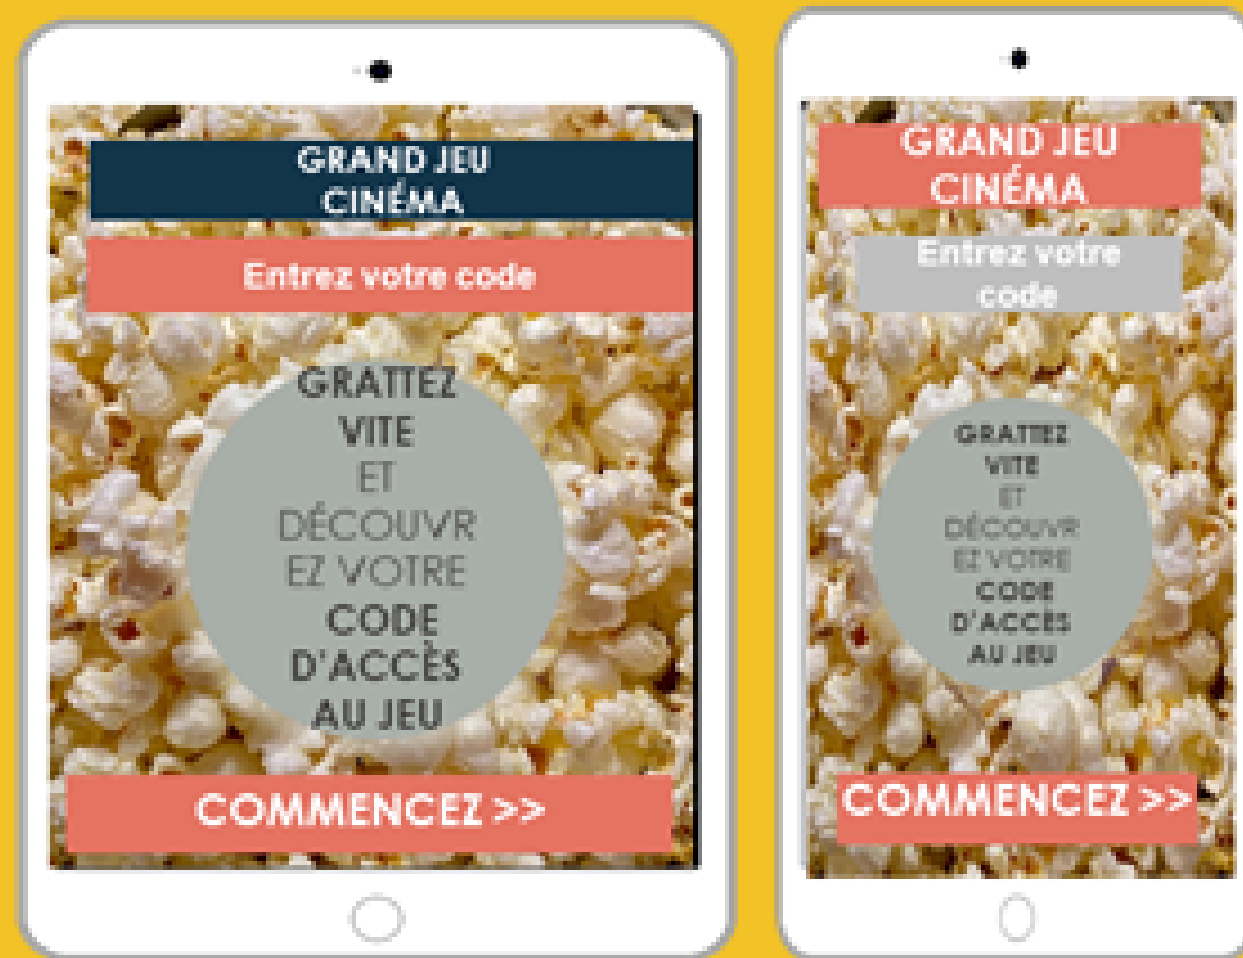 GRAND JEU
CINÉMA
Entrez votre code
GRATTEZ
VITE
ET
DÉCOUVR
EZ VOTRE
CODE
D'ACCÈS
AU JEU
COMMENCEZ >>
GRAND JEU
CINÉMA
Entrez votre
code
GRATTEZ
VITE
ET
DÉCOUVR
EZ VOTRE
CODE
D'ACCÈS
AU JEU
COMMENCEZ >>